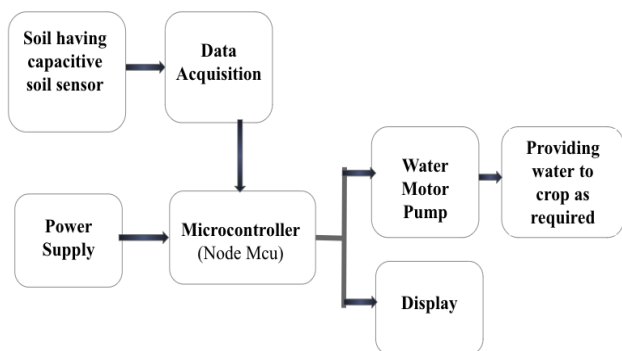 Soil having
capacitive
soil sensor
Data
Acquisition
Power
Supply
Microcontroller
(Node Mcu)
Water
Motor
Pump
Providing
water to
crop as
required
Display